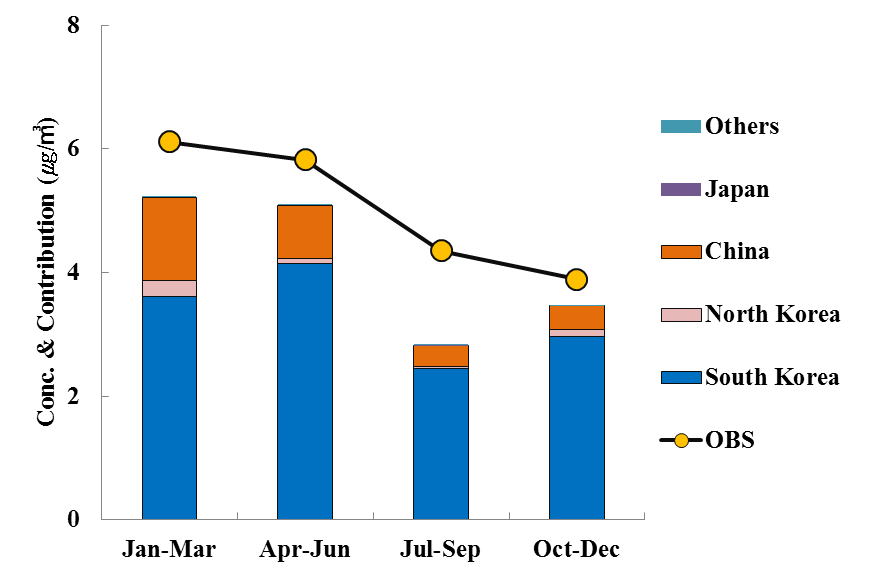 8
6
4
2
0
Conc. & Contribution (μg/㎥)
Jan-Mar
Apr-Jun
Jul-Sep
Oct-Dec
Others
Japan
China
North Korea
South Korea
OBS